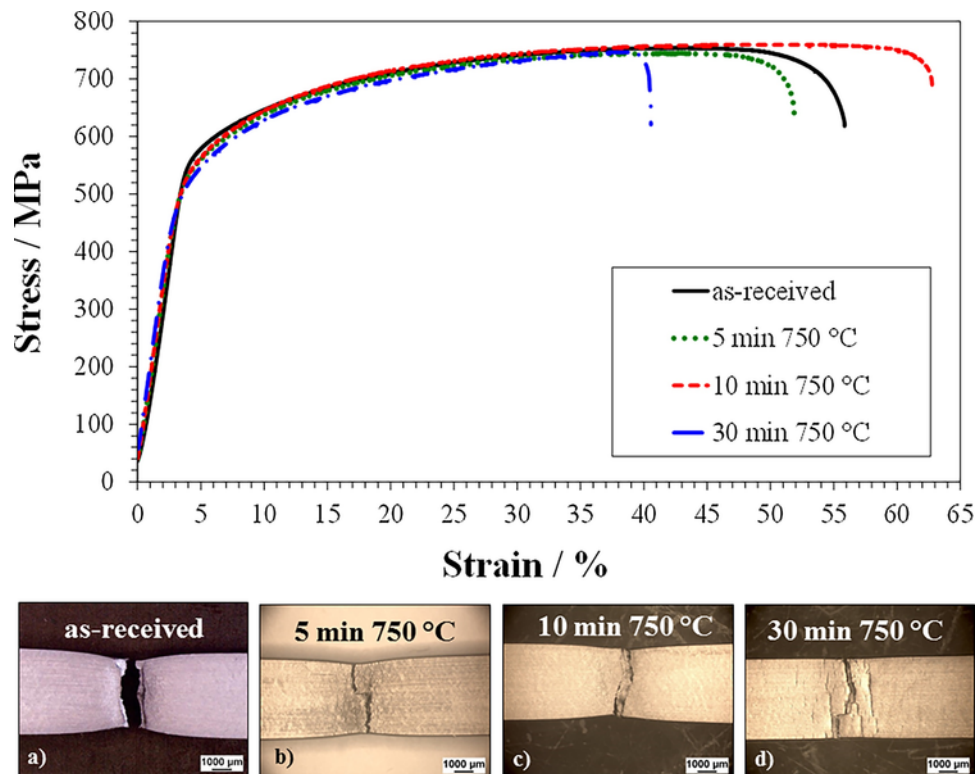 800
700
600
500
400
300
200
100
0
Stress / MPa
as-received
5 min 750 °C
10 min 750 °C
30 min 750 °C
0 5 10 15 20 25 30 35 40 45 50 55 60 65
Strain / %
as-received
a)
1000 µm
5 min 750 °C
b)
1000 µm
10 min 750 °C
c)
1000 µm
30 min 750 °C
d)
1000 µm